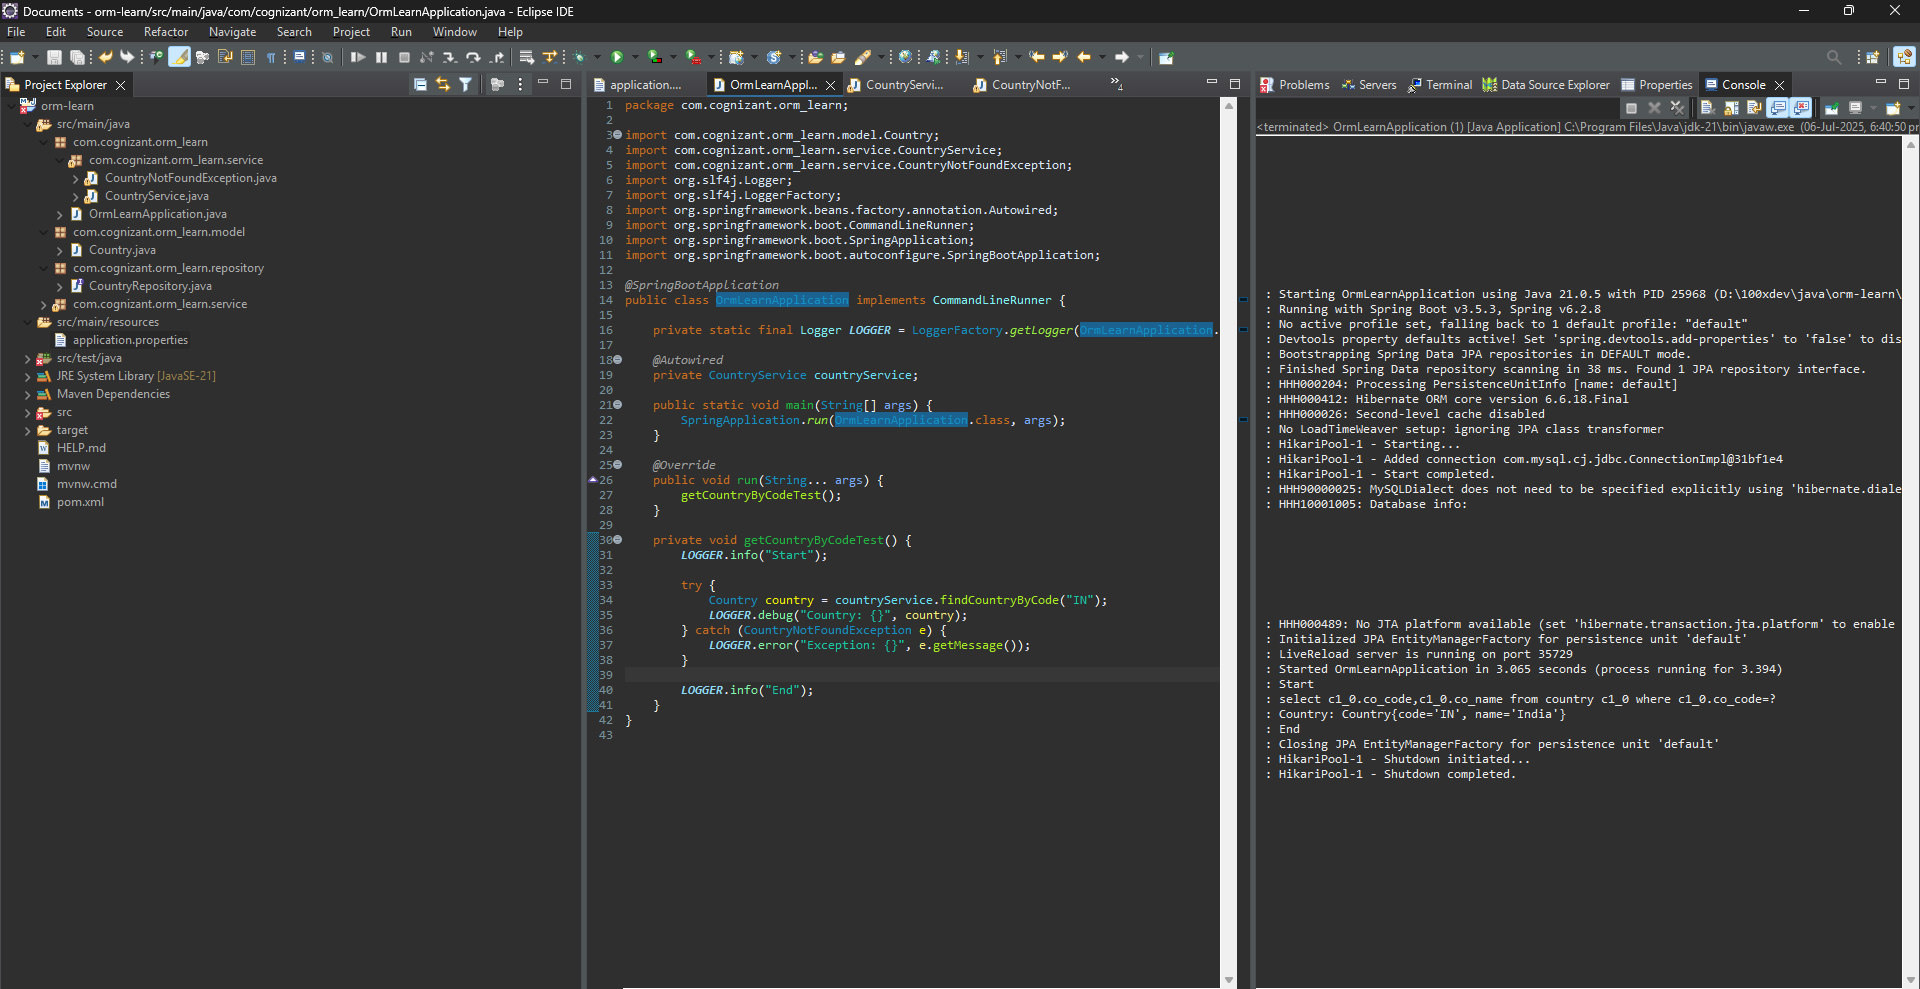 Documents - orm-learn/src/main/java/com/cognizant/orm_learn/OrmLearnApplication.java - Eclipse IDE
File Edit Source Refactor Navigate Search Project Run Window Help
Project Explorer
orm-learn
src/main/java
com.cognizant.orm_learn
com.cognizant.orm_learn.service
CountryNotFoundException.java
CountryService.java
OrmLearnApplication.java
com.cognizant.orm_learn.model
Country.java
com.cognizant.orm_learn.repository
CountryRepository.java
com.cognizant.orm_learn.service
src/main/resources
application.properties
src/test/java
JRE System Library [JavaSE-21]
Maven Dependencies
src
target
HELP.md
mvnw
mvnw.cmd
pom.xml
application.... OrmLearnAppl... CountryServi... CountryNotF... »4
1 package com.cognizant.orm_learn;
2
3 import com.cognizant.orm_learn.model.Country;
4 import com.cognizant.orm_learn.service.CountryService;
5 import com.cognizant.orm_learn.service.CountryNotFoundException;
6 import org.slf4j.Logger;
7 import org.slf4j.LoggerFactory;
8 import org.springframework.beans.factory.annotation.Autowired;
9 import org.springframework.boot.CommandLineRunner;
10 import org.springframework.boot.SpringApplication;
11 import org.springframework.boot.autoconfigure.SpringBootApplication;
12
13 @SpringBootApplication
14 public class OrmLearnApplication implements CommandLineRunner {
15
16 private static final Logger LOGGER = LoggerFactory.getLogger(OrmLearnApplication.
17
18 @Autowired
19 private CountryService countryService;
20
21 public static void main(String[] args) {
22 SpringApplication.run(OrmLearnApplication.class, args);
23 }
24
25 @Override
26 public void run(String... args) {
27 getCountryByCodeTest();
28 }
29
30 private void getCountryByCodeTest() {
31 LOGGER.info("Start");
32
33 try {
34 Country country = countryService.findCountryByCode("IN");
35 LOGGER.debug("Country: {}", country);
36 } catch (CountryNotFoundException e) {
37 LOGGER.error("Exception: {}", e.getMessage());
38 }
39
40 LOGGER.info("End");
41 }
42 }
43
Problems Servers Terminal Data Source Explorer Properties Console
<terminated> OrmLearnApplication (1) [Java Application] C:\Program Files\Java\jdk-21\bin\javaw.exe (06-Jul-2025, 6:40:50 pr
: Starting OrmLearnApplication using Java 21.0.5 with PID 25968 (D:\100xdev\java\orm-learn\
: Running with Spring Boot v3.5.3, Spring v6.2.8
: No active profile set, falling back to 1 default profile: "default"
: Devtools property defaults active! Set 'spring.devtools.add-properties' to 'false' to dis
: Bootstrapping Spring Data JPA repositories in DEFAULT mode.
: Finished Spring Data repository scanning in 38 ms. Found 1 JPA repository interface.
: HHH000204: Processing PersistenceUnitInfo [name: default]
: HHH000412: Hibernate ORM core version 6.6.18.Final
: HHH000026: Second-level cache disabled
: No LoadTimeWeaver setup: ignoring JPA class transformer
: HikariPool-1 - Starting...
: HikariPool-1 - Added connection com.mysql.cj.jdbc.ConnectionImpl@31bf1e4
: HikariPool-1 - Start completed.
: HHH90000025: MySQLDialect does not need to be specified explicitly using 'hibernate.diale
: HHH10001005: Database info:
: HHH000489: No JTA platform available (set 'hibernate.transaction.jta.platform' to enable
: Initialized JPA EntityManagerFactory for persistence unit 'default'
: LiveReload server is running on port 35729
: Started OrmLearnApplication in 3.065 seconds (process running for 3.394)
: Start
: select c1_0.co_code,c1_0.co_name from country c1_0 where c1_0.co_code=?
: Country: Country{code='IN', name='India'}
: End
: Closing JPA EntityManagerFactory for persistence unit 'default'
: HikariPool-1 - Shutdown initiated...
: HikariPool-1 - Shutdown completed.